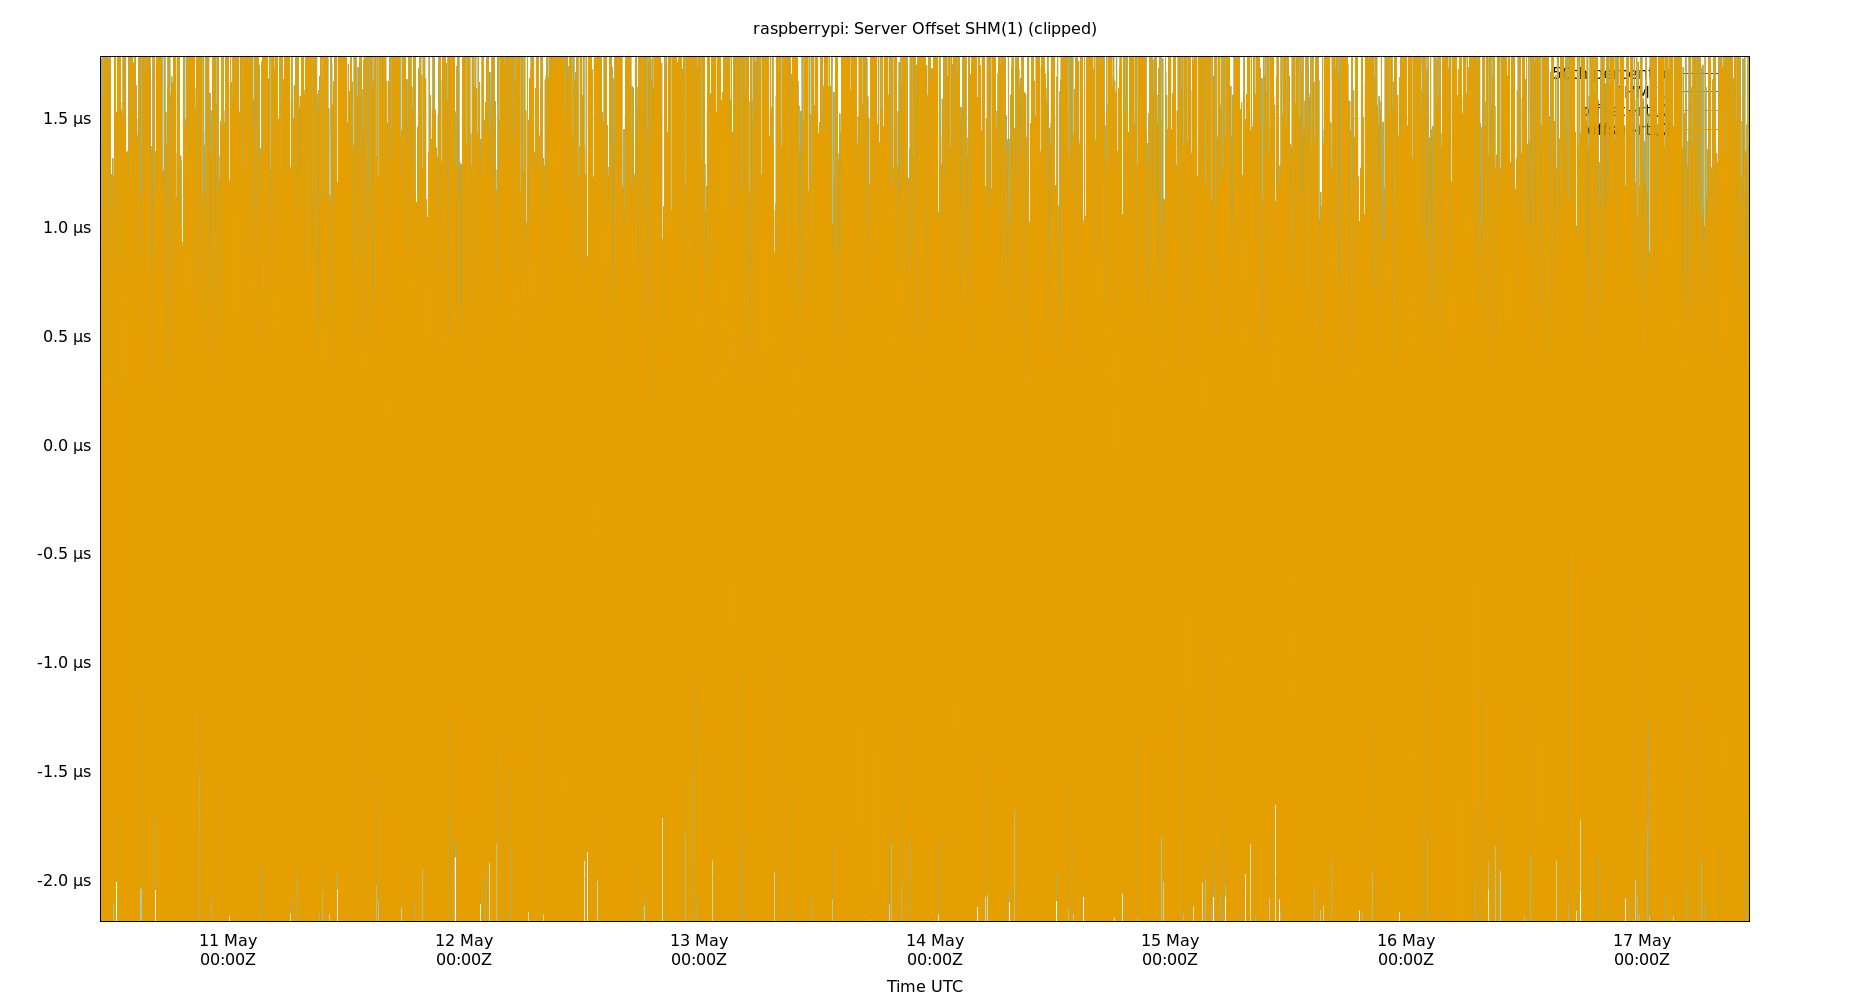 raspberrypi: Server Offset SHM(1) (clipped)
1.5 µs
1.0 µs
0.5 µs
0.0 µs
-0.5 µs
-1.0 µs
-1.5 µs
-2.0 µs
11 May 12 May 13 May 14 May 15 May 16 May 17 May
00:00Z 00:00Z 00:00Z 00:00Z 00:00Z 00:00Z 00:00Z
Time UTC